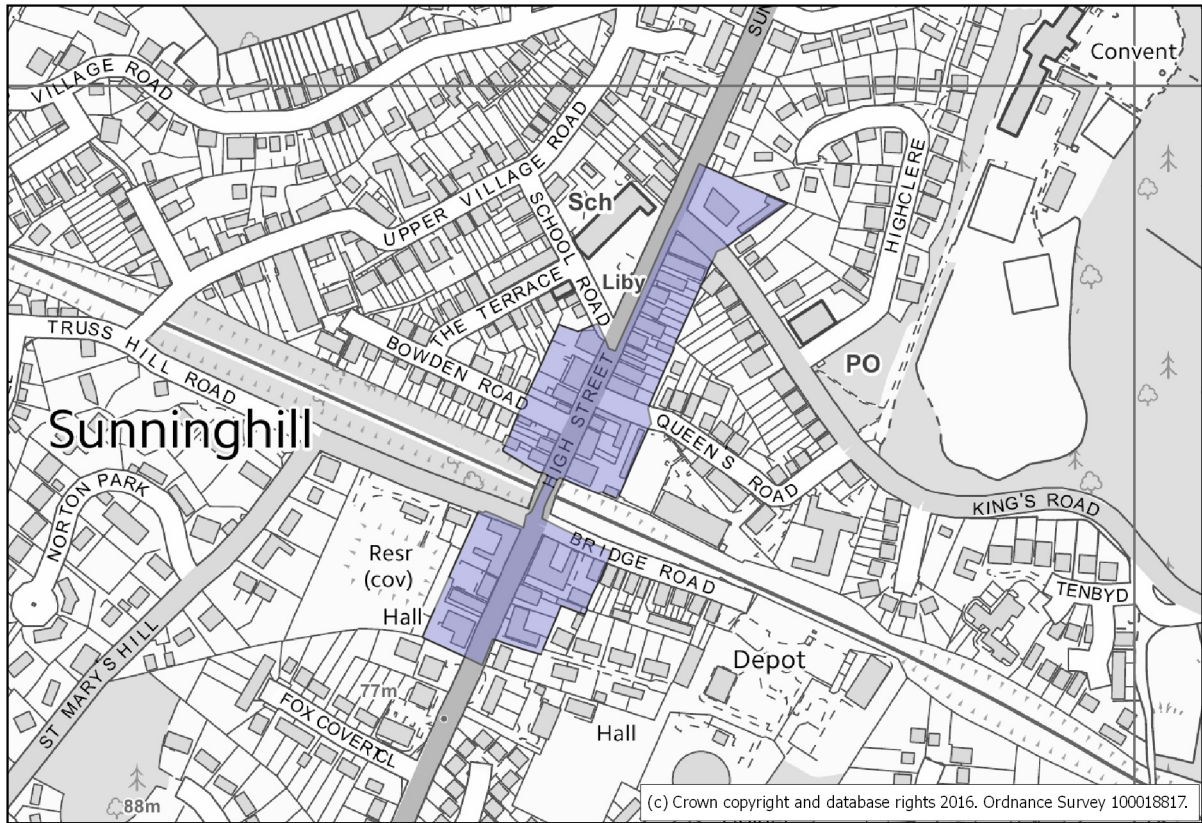 SUN
Convent
VILLAGE ROAD
UPPER VILLAGE ROAD
SCHOOL ROAD
Sch
HIGHCLERE
Liby
THE TERRACE
TRUSS HILL ROAD
BOWDEN ROAD
HIGH STREET
PO
Sunninghill
QUEEN'S ROAD
NORTON PARK
KING'S ROAD
Resr
(cov)
BRIDGE ROAD
TENBYD
Hall
ST MARY'S HILL
77m
Depot
FOX COVERT CL
Hall
88m
(c) Crown copyright and database rights 2016. Ordnance Survey 100018817.